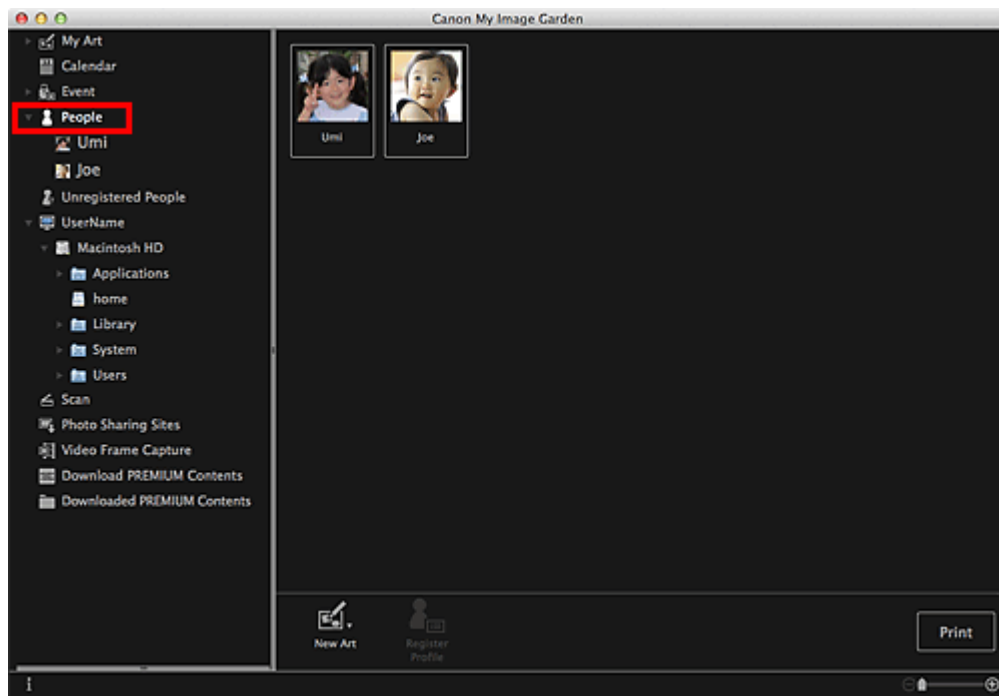 Canon My Image Garden
My Art
Calendar
Event
People
Umi
Joe
Unregistered People
UserName
Macintosh HD
Applications
home
Library
System
Users
Scan
Photo Sharing Sites
Video Frame Capture
Download PREMIUM Contents
Downloaded PREMIUM Contents
Umi
Joe
New Art
Register
Profile
Print